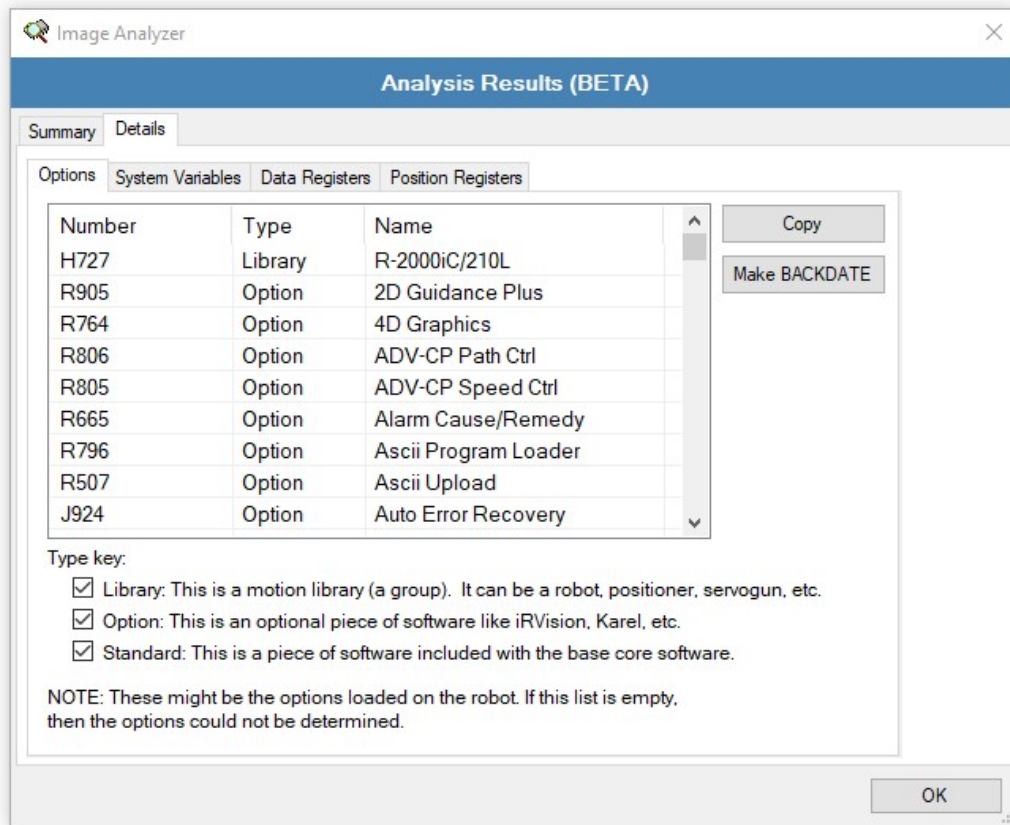 Image Analyzer
Analysis Results (BETA)
Summary Details
Options System Variables Data Registers Position Registers
Number Type Name
H727 Library R-2000iC/210L
R905 Option 2D Guidance Plus
R764 Option 4D Graphics
R806 Option ADV-CP Path Ctrl
R805 Option ADV-CP Speed Ctrl
R665 Option Alarm Cause/Remedy
R796 Option Ascii Program Loader
R507 Option Ascii Upload
J924 Option Auto Error Recovery
Copy
Make BACKDATE
Type key:
Library: This is a motion library (a group). It can be a robot, positioner, servogun, etc.
Option: This is an optional piece of software like iRVision, Karel, etc.
Standard: This is a piece of software included with the base core software.
NOTE: These might be the options loaded on the robot. If this list is empty,
then the options could not be determined.
OK